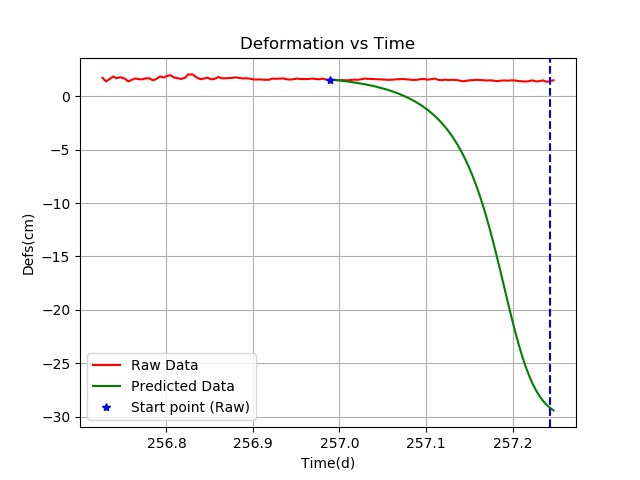 Deformation vs Time
0
−5
−10
−15
−20
−25
−30
Defs(cm)
Raw Data
Predicted Data
Start point (Raw)
256.8 256.9 257.0 257.1 257.2
Time(d)